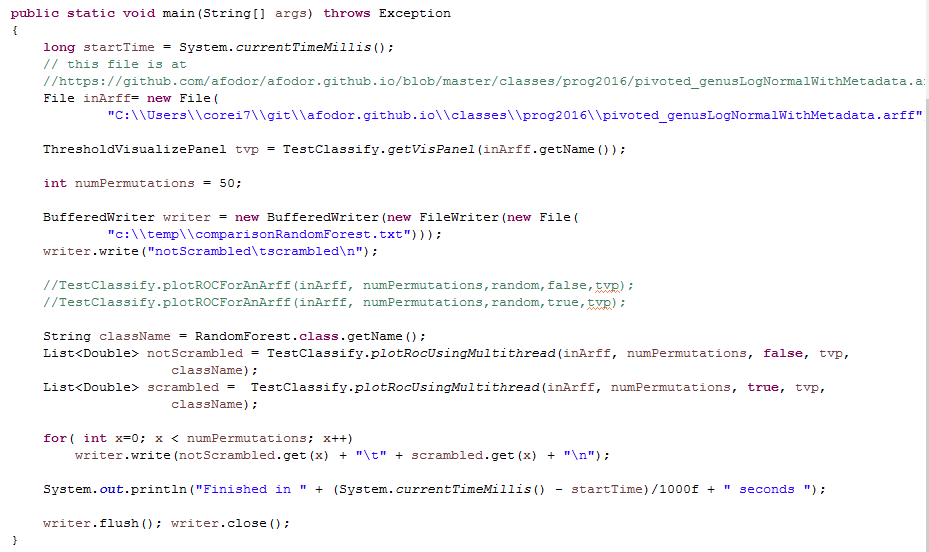 public static void main(String[] args) throws Exception
{
    long startTime = System.currentTimeMillis();
    // this file is at
    //https://github.com/afodor/afodor.github.io/blob/master/classes/prog2016/pivoted_genusLogNormalWithMetadata.a
    File inArff= new File(
            "C:\\Users\\corei7\\git\\afodor.github.io\\classes\\prog2016\\pivoted_genusLogNormalWithMetadata.arff"
    ThresholdVisualizePanel tvp = TestClassify.getVisPanel(inArff.getName());
    int numPermutations = 50;
    BufferedWriter writer = new BufferedWriter(new FileWriter(new File(
            "c:\\temp\\comparisonRandomForest.txt")));
    writer.write("notScrambled\tscrambled\n");
    //TestClassify.plotROCForAnArff(inArff, numPermutations,random,false,tvp);
    //TestClassify.plotROCForAnArff(inArff, numPermutations,random,true,tvp);
    String className = RandomForest.class.getName();
    List<Double> notScrambled = TestClassify.plotRocUsingMultithread(inArff, numPermutations, false, tvp,
                    className);
    List<Double> scrambled =  TestClassify.plotRocUsingMultithread(inArff, numPermutations, true, tvp,
                    className);
    for( int x=0; x < numPermutations; x++)
        writer.write(notScrambled.get(x) + "\t" + scrambled.get(x) + "\n");
    System.out.println("Finished in " + (System.currentTimeMillis() - startTime)/1000f + " seconds ");
    writer.flush(); writer.close();
}